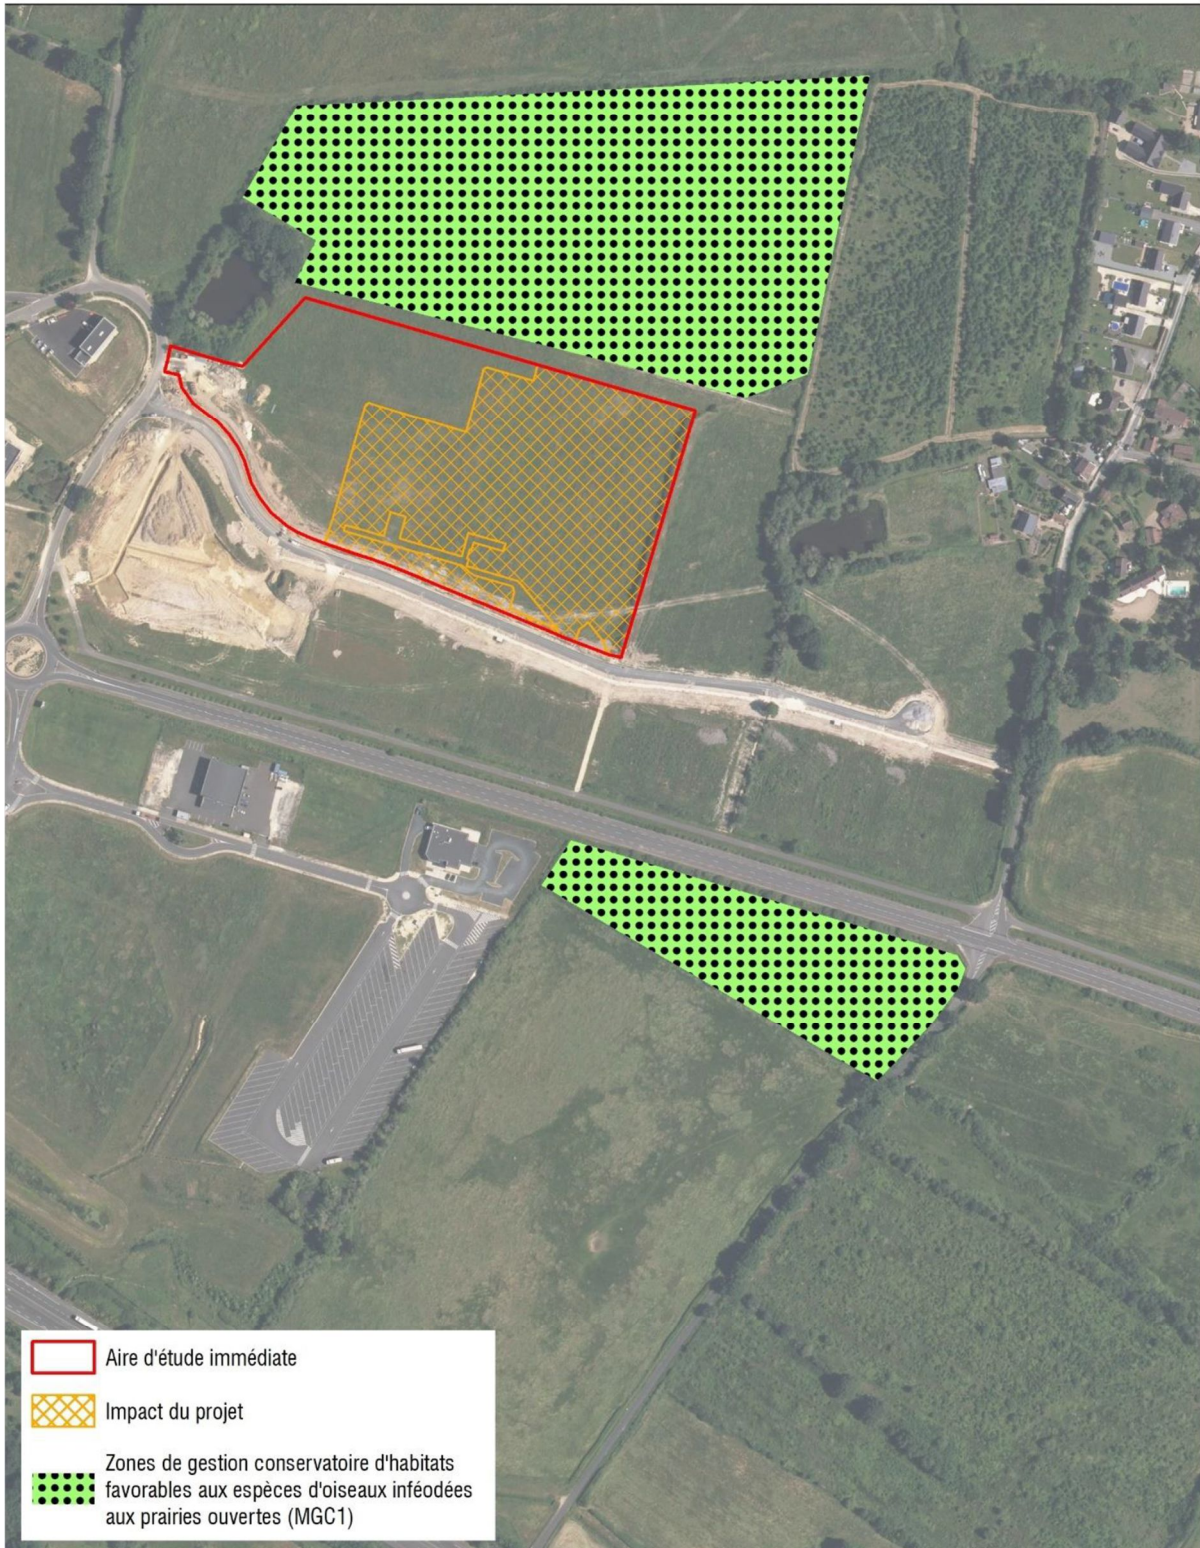 Aire d'étude immédiate
Impact du projet
Zones de gestion conservatoire d'habitats
favorables aux espèces d'oiseaux inféodées
aux prairies ouvertes (MGC1)